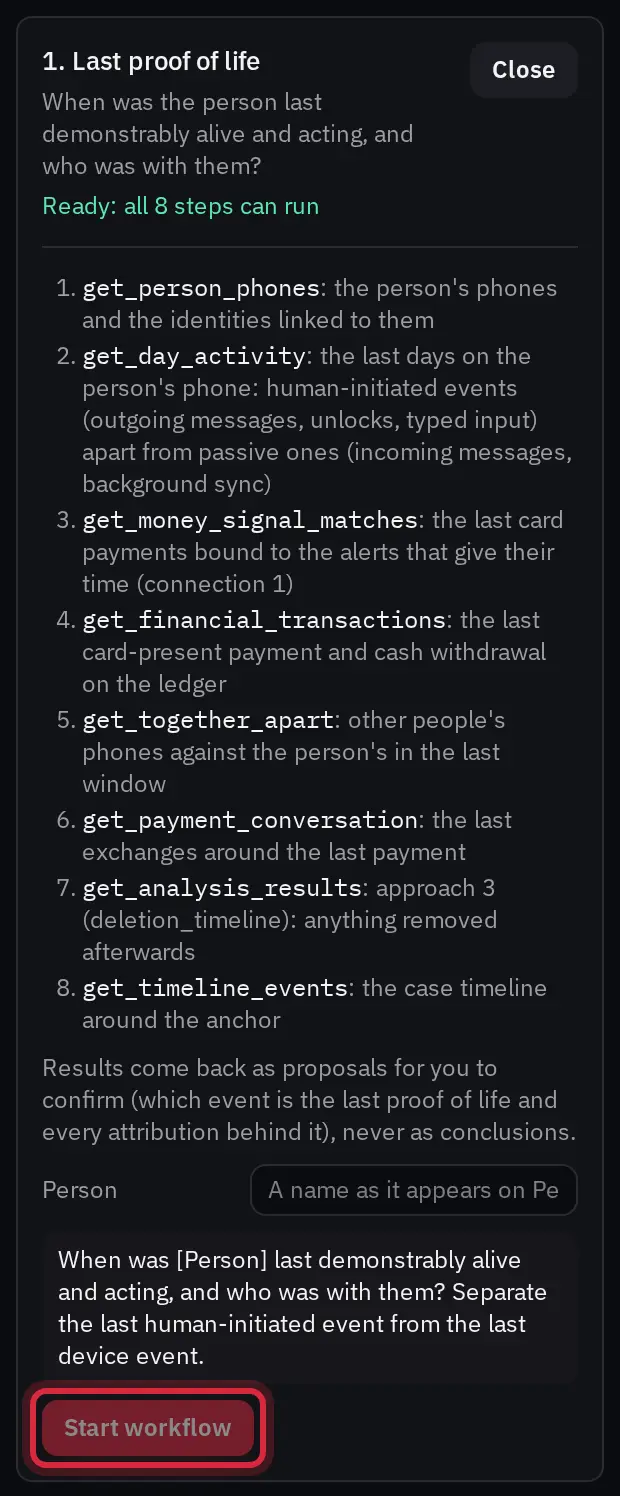 1. Last proof of life
Close
When was the person last
demonstrably alive and acting, and
who was with them?
Ready: all 8 steps can run
1. get_person_phones: the person's phones
and the identities linked to them
2. get_day_activity: the last days on the
person's phone: human-initiated events
(outgoing messages, unlocks, typed input)
apart from passive ones (incoming messages,
background sync)
3. get_money_signal_matches: the last card
payments bound to the alerts that give their
time (connection 1)
4. get_financial_transactions: the last
card-present payment and cash withdrawal
on the ledger
5. get_together_apart: other people's
phones against the person's in the last
window
6. get_payment_conversation: the last
exchanges around the last payment
7. get_analysis_results: approach 3
(deletion_timeline): anything removed
afterwards
8. get_timeline_events: the case timeline
around the anchor
Results come back as proposals for you to
confirm (which event is the last proof of life and
every attribution behind it), never as conclusions.
Person
A name as it appears on Pe
When was [Person] last demonstrably alive
and acting, and who was with them? Separate
the last human-initiated event from the last
device event.
Start workflow